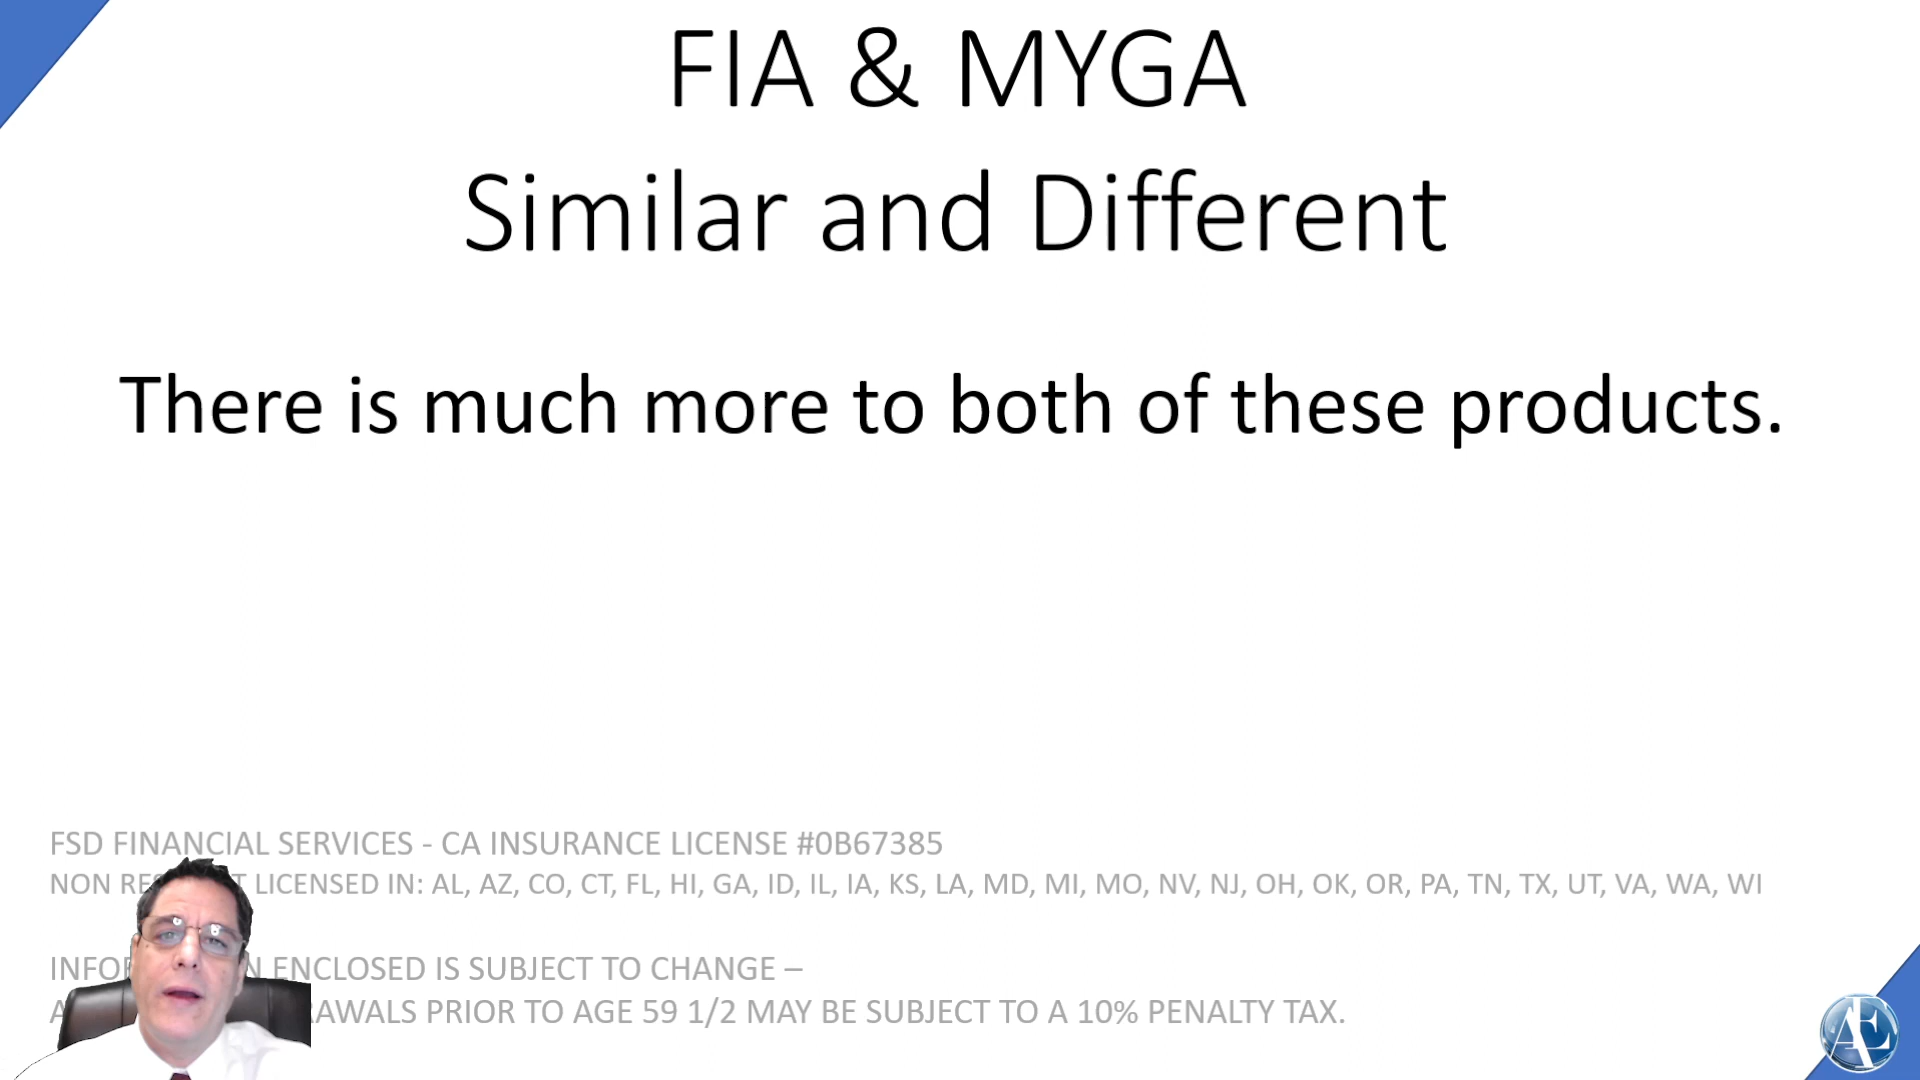 FIA & MYGA
Similar and Different
There is much more to both of these products.
FSD FINANCIAL SERVICES - CA INSURANCE LICENSE #0B67385
NON LICENSED IN: AL, AZ, CO, CT, FL, HI, GA, ID, IL, IA, KS, LA, MD, MI, MO, NV, NJ, OH, OK, OR, PA, TN, TX, UT, VA, WA, WI
ENCLOSED IS SUBJECT TO CHANGE –
PRIOR TO AGE 59 1/2 MAY BE SUBJECT TO A 10% PENALTY TAX.